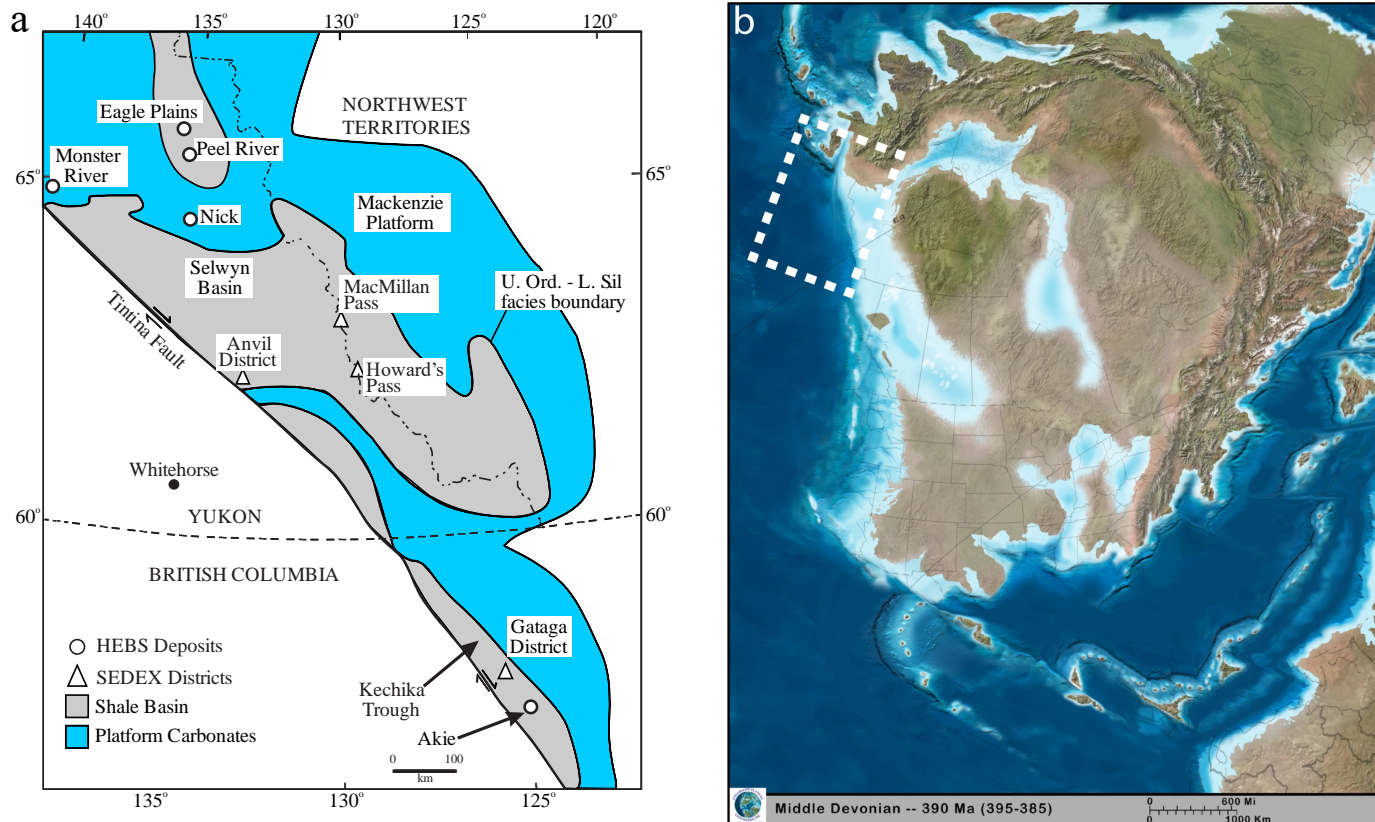 a
140°
135°
130°
125°
120°
Eagle Plains
NORTHWEST
TERRITORIES
Peel River
Monster
River
65°
65°
Nick
Mackenzie
Platform
Selwyn
Basin
MacMillan
Pass
U. Ord. - L. Sil
facies boundary
Tintina Fault
Anvil
District
Howard's
Pass
Whitehorse
60°
60°
YUKON
BRITISH COLUMBIA
HEBS Deposits
SEDEX Districts
Shale Basin
Platform Carbonates
Gataga
District
Kechika
Trough
Akie
0 100
km
135°
130°
125°
b
Middle Devonian -- 390 Ma (395-385)
0 600 Mi
0 1000 Km